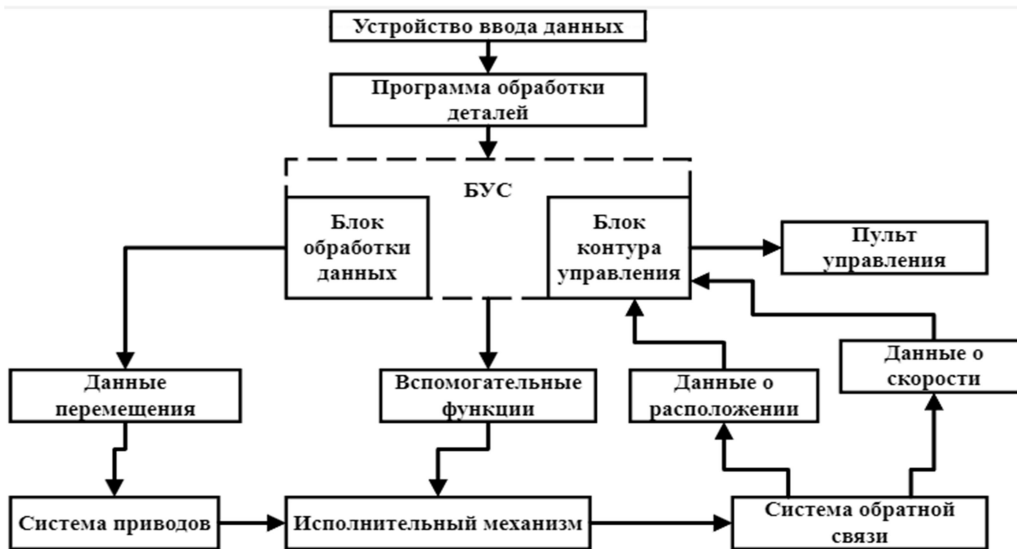 Устройство ввода данных
Программа обработки
деталей
БУС
Блок
обработки
данных
Блок
контура
управления
Пульт
управления
Данные
перемещения
Вспомогательные
функции
Данные о
расположении
Данные о
скорости
Система приводов
Исполнительный механизм
Система обратной
связи